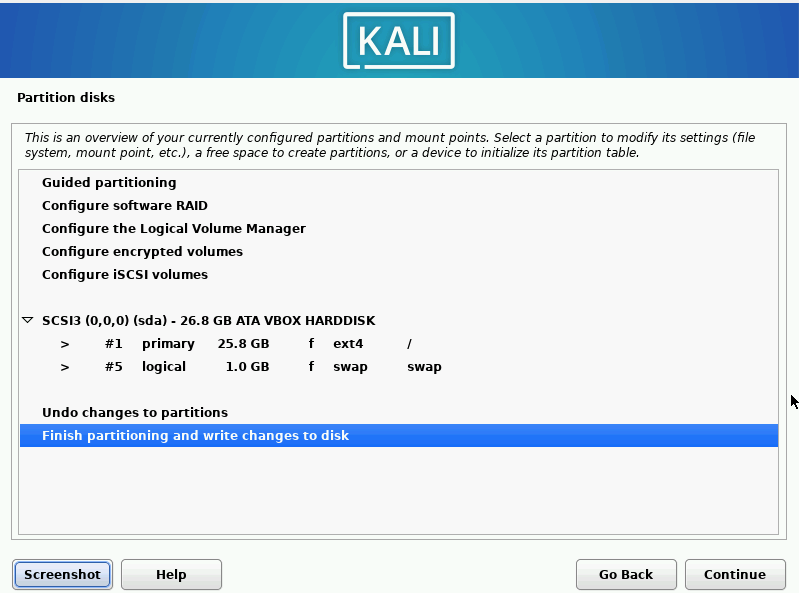 KALI
Partition disks
This is an overview of your currently configured partitions and mount points. Select a partition to modify its settings (file
system, mount point, etc.), a free space to create partitions, or a device to initialize its partition table.
Guided partitioning
Configure software RAID
Configure the Logical Volume Manager
Configure encrypted volumes
Configure iSCSI volumes
SCSI3 (0,0,0) (sda) - 26.8 GB ATA VBOX HARDDISK
> #1 primary 25.8 GB f ext4 /
> #5 logical 1.0 GB f swap swap
Undo changes to partitions
Finish partitioning and write changes to disk
Screenshot Help Go Back Continue